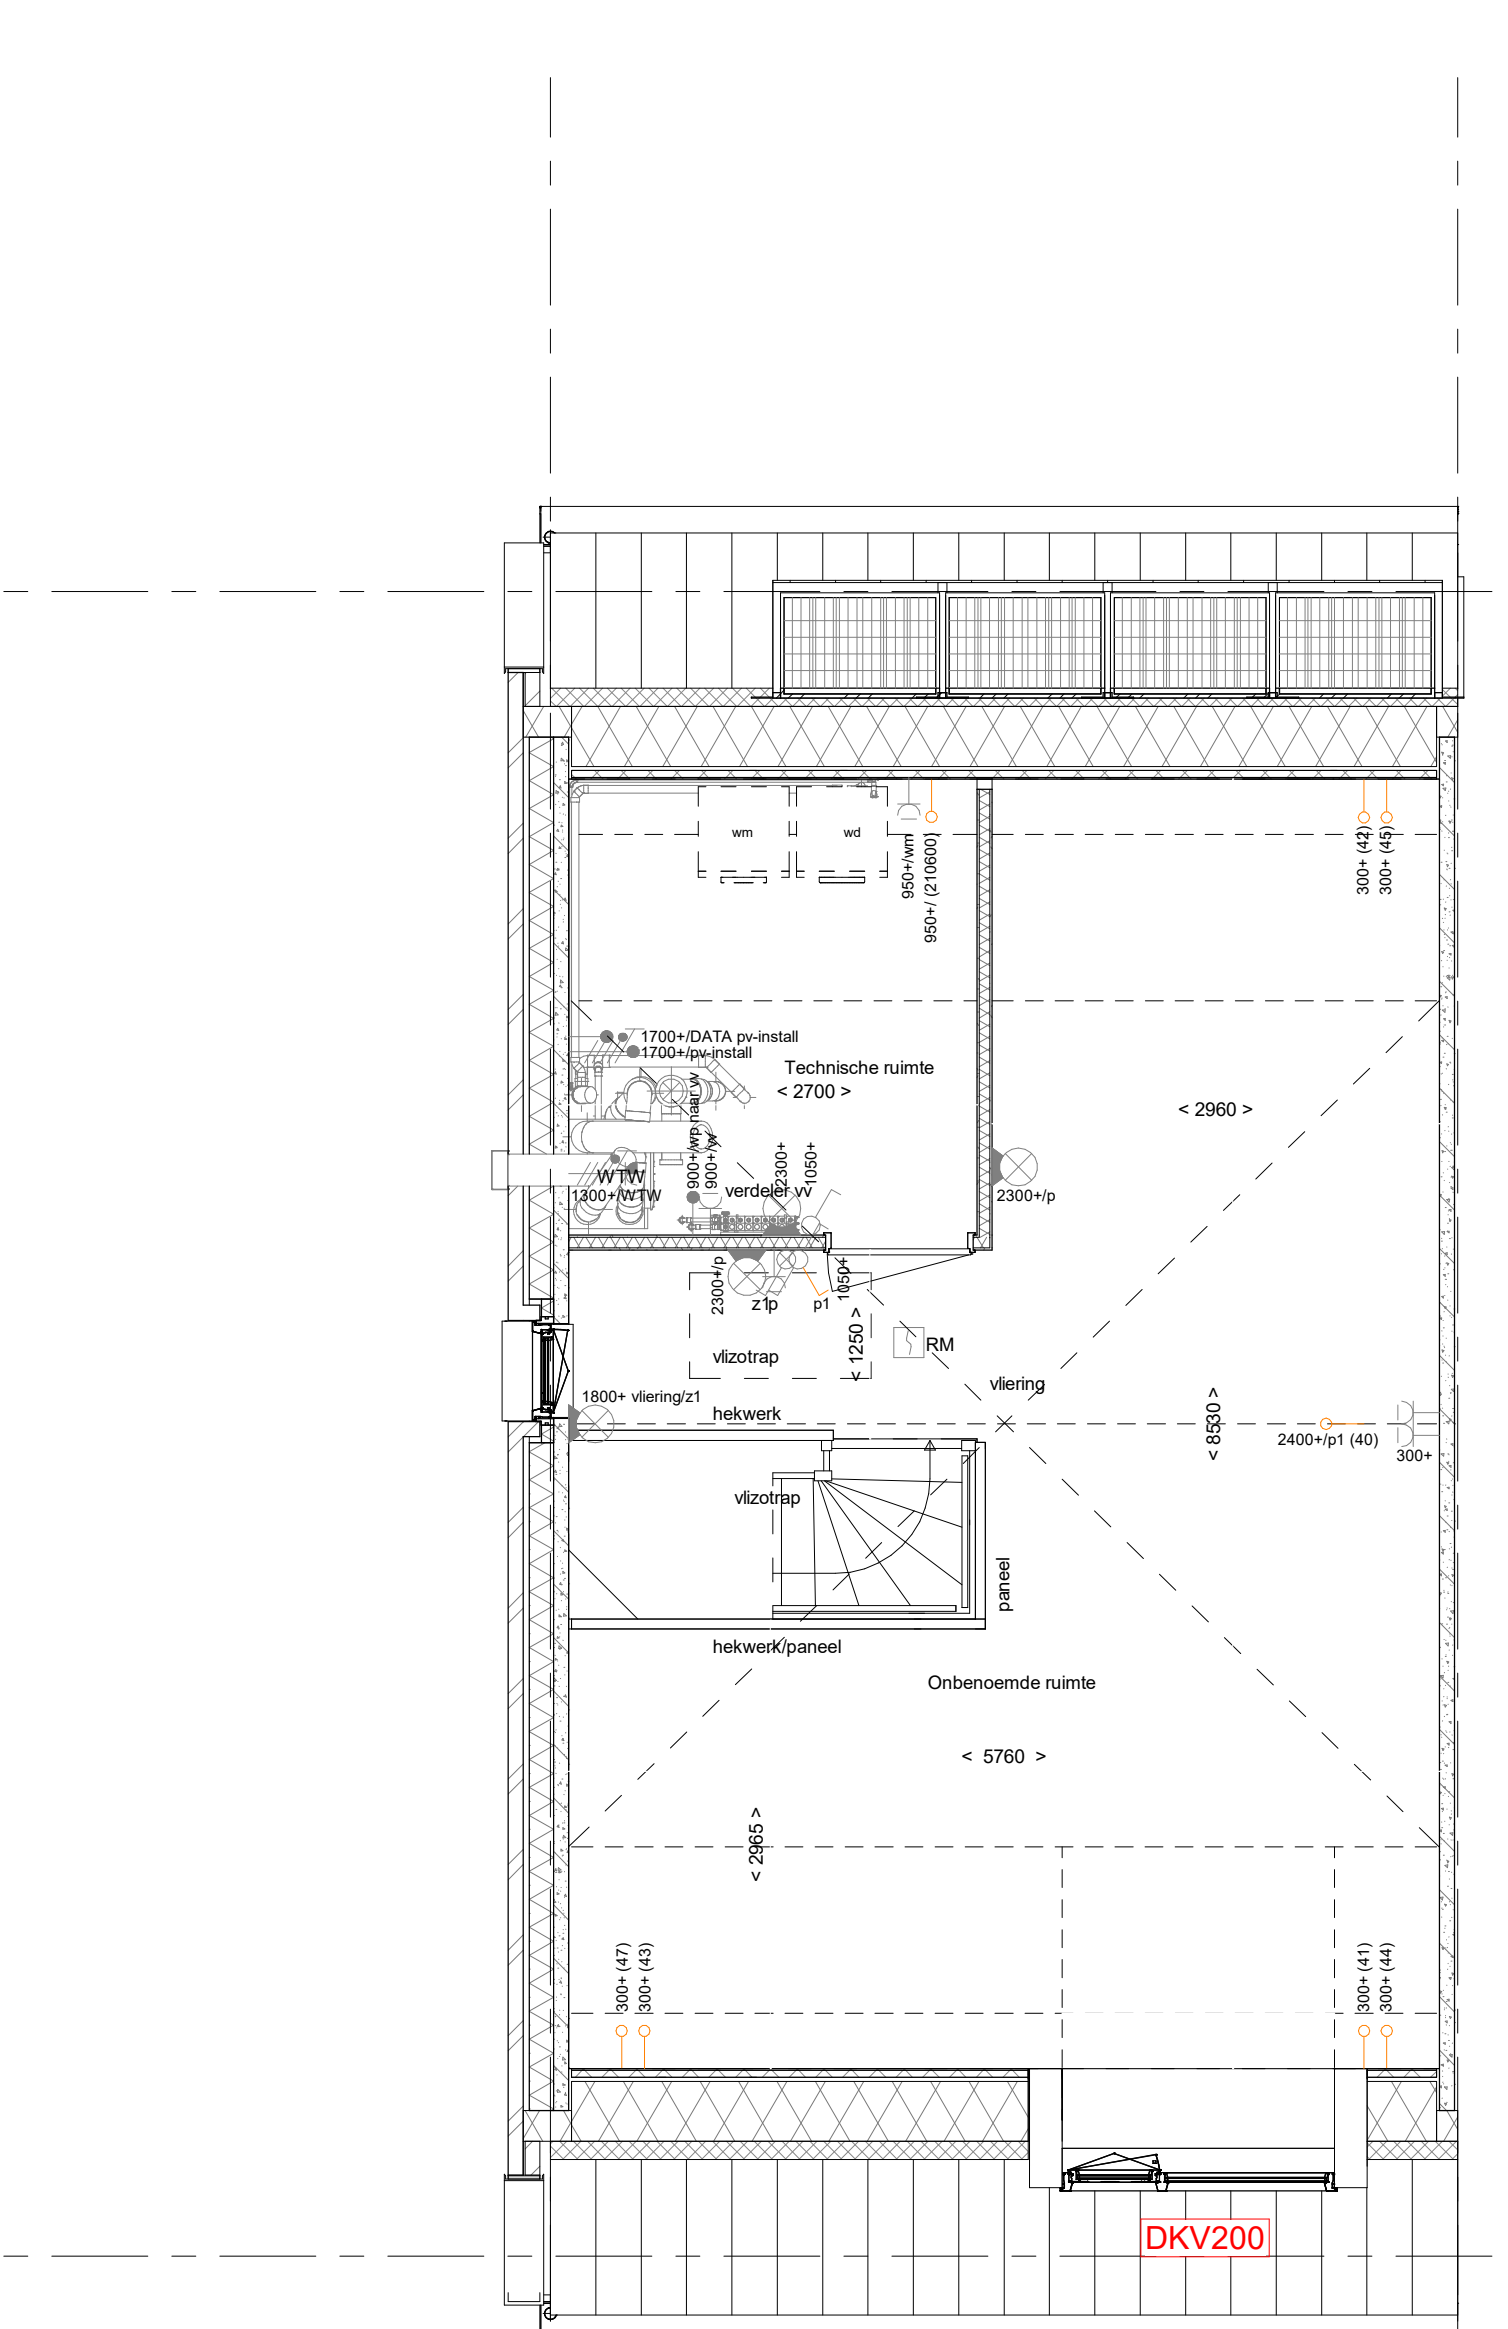 wm
wd
950+/wm
950+/ (210600)
300+ (42)
300+ (45)
1700+/DATA pv-install
1700+/pv-install
Technische ruimte
< 2700 >
< 2960 >
900+/wp naar vv
900+/vv
2300+
1050+
WTW
1300+/WTW
verdeler vv
2300+/p
2300+/p
z1p
p1
1050+
< 1250 >
RM
vlizotrap
vliering
1800+ vliering/z1
hekwerk
< 8530 >
2400+/p1 (40)
300+
vlizotrap
paneel
hekwerk/paneel
Onbenoemde ruimte
< 5760 >
< 2965 >
300+ (47)
300+ (43)
300+ (41)
300+ (44)
DKV200